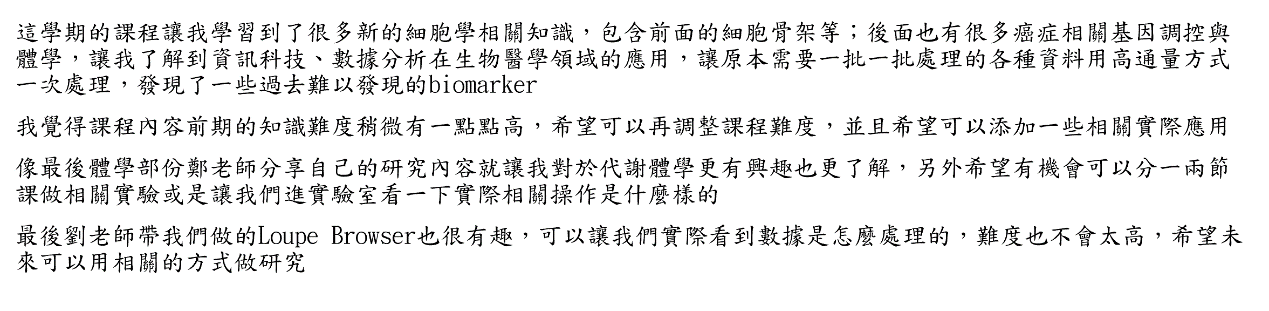 這學期的課程讓我學習到了很多新的細胞學相關知識，包含前面的細胞骨架等；後面也有很多癌症相關基因調控與
體學，讓我了解到資訊科技、數據分析在生物醫學領域的應用，讓原本需要一批一批處理的各種資料用高通量方式
一次處理，發現了一些過去難以發現的biomarker
我覺得課程內容前期的知識難度稍微有一點點高，希望可以再調整課程難度，並且希望可以添加一些相關實際應用
像最後體學部份鄭老師分享自己的研究內容就讓我對於代謝體學更有興趣也更了解，另外希望有機會可以分一兩節
課做相關實驗或是讓我們進實驗室看一下實際相關操作是什麼樣的
最後劉老師帶我們做的Loupe Browser也很有趣，可以讓我們實際看到數據是怎麼處理的，難度也不會太高，希望未
來可以用相關的方式做研究